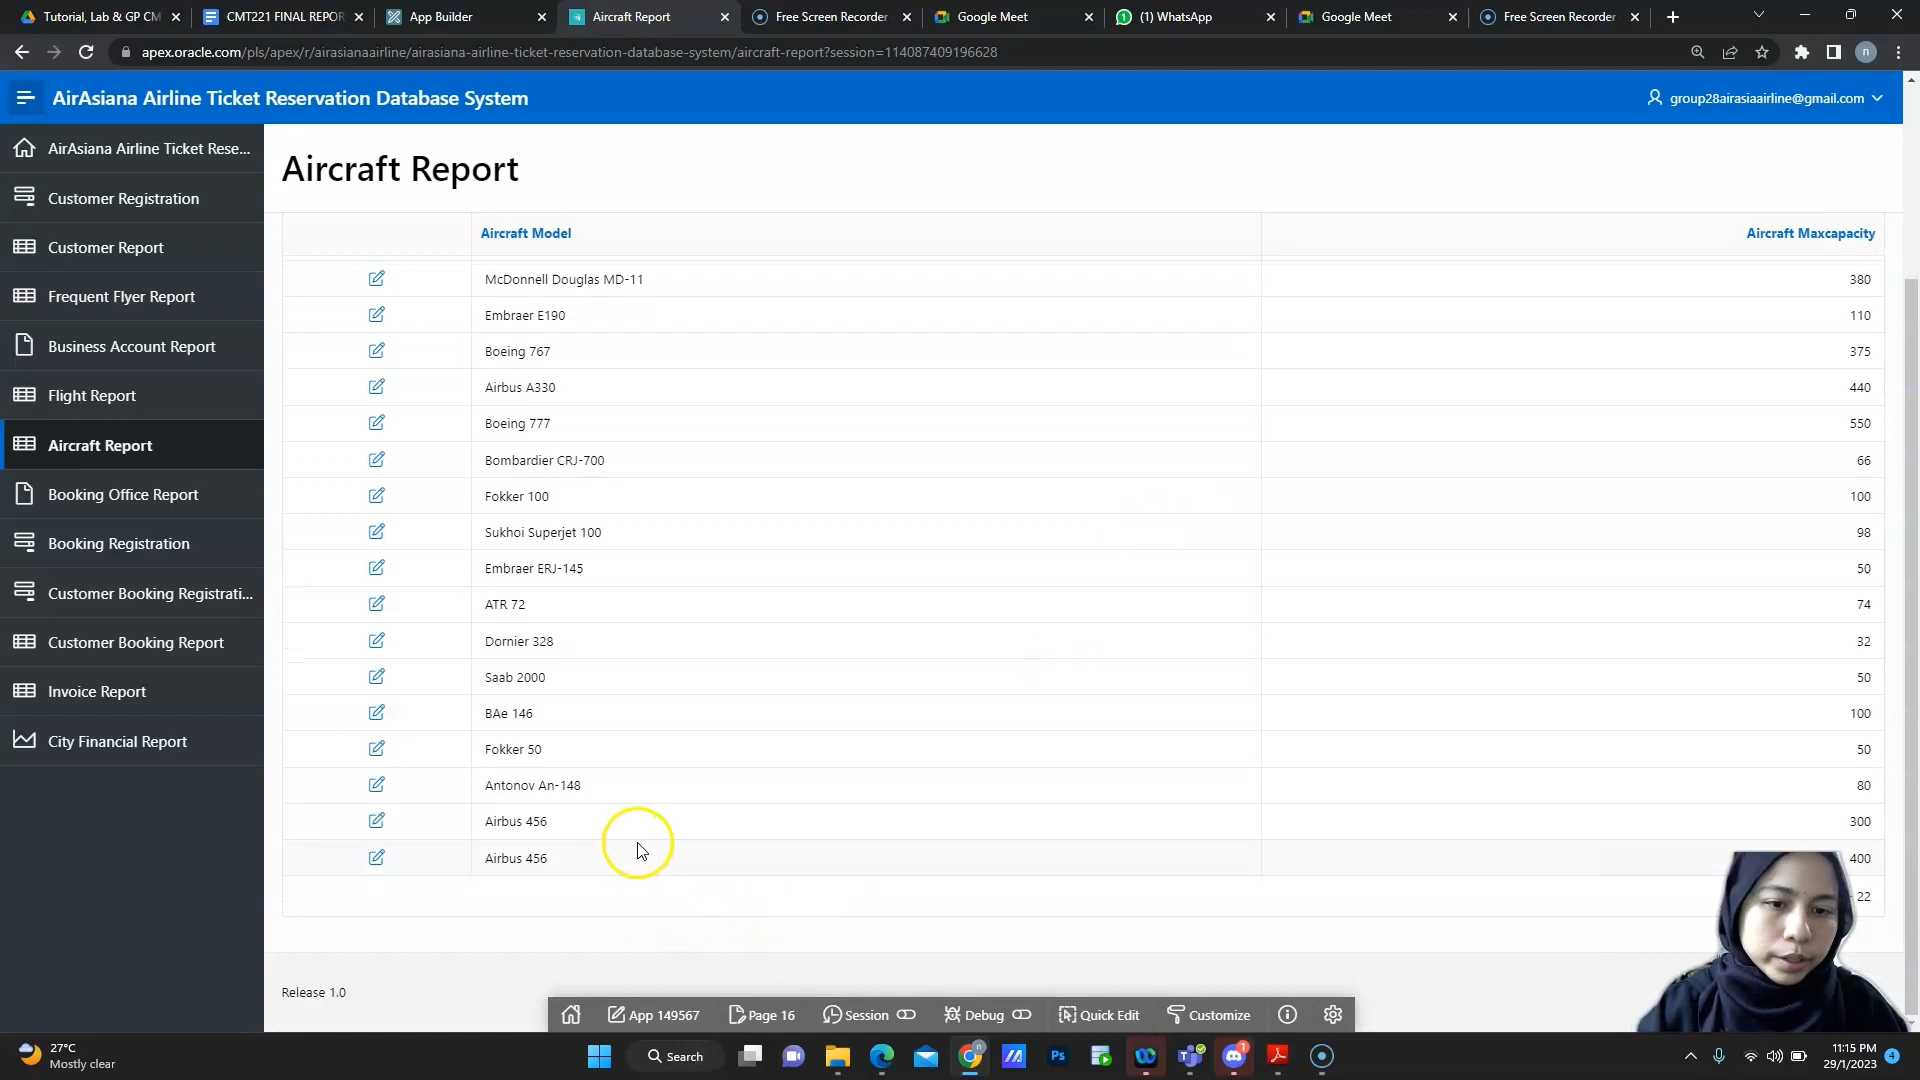 Tutorial, Lab & GP CM
CMT221 FINAL REPOR
App Builder
Aircraft Report
Free Screen Recorder
Google Meet
(1) WhatsApp
Google Meet
Free Screen Recorder
apex.oracle.com/pls/apex/r/airasianaairline/airasiana-airline-ticket-reservation-database-system/aircraft-report?session=114087409196628
n
AirAsiana Airline Ticket Reservation Database System
group28airasiaairline@gmail.com
AirAsiana Airline Ticket Rese...
Customer Registration
Customer Report
Frequent Flyer Report
Business Account Report
Flight Report
Aircraft Report
Booking Office Report
Booking Registration
Customer Booking Registrati...
Customer Booking Report
Invoice Report
City Financial Report
Aircraft Report
Aircraft Model Aircraft Maxcapacity
McDonnell Douglas MD-11 380
Embraer E190 110
Boeing 767 375
Airbus A330 440
Boeing 777 550
Bombardier CRJ-700 66
Fokker 100 100
Sukhoi Superjet 100 98
Embraer ERJ-145 50
ATR 72 74
Dornier 328 32
Saab 2000 50
BAe 146 100
Fokker 50 50
Antonov An-148 80
Airbus 456 300
Airbus 456 400
22
Release 1.0
App 149567 Page 16 Session Debug Quick Edit Customize
27°C
Mostly clear
Search
Ps
11:15 PM
29/1/2023
4